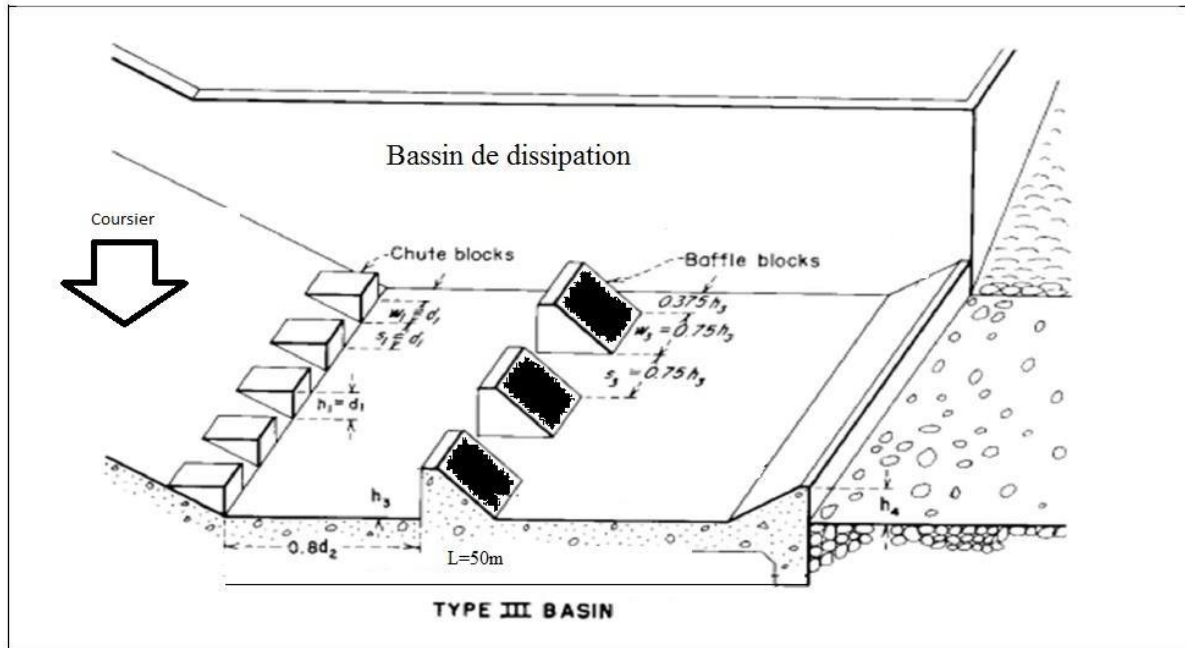 Bassin de dissipation
Coursier
Chute blocks
Baffle blocks
0.375h₃
w₁=d₁
s₁=d₁
w₃=0.75h₃
s₃=0.75h₃
h₁=d₁
h₃
h₄
0.8d₂
L=50m
TYPE III BASIN